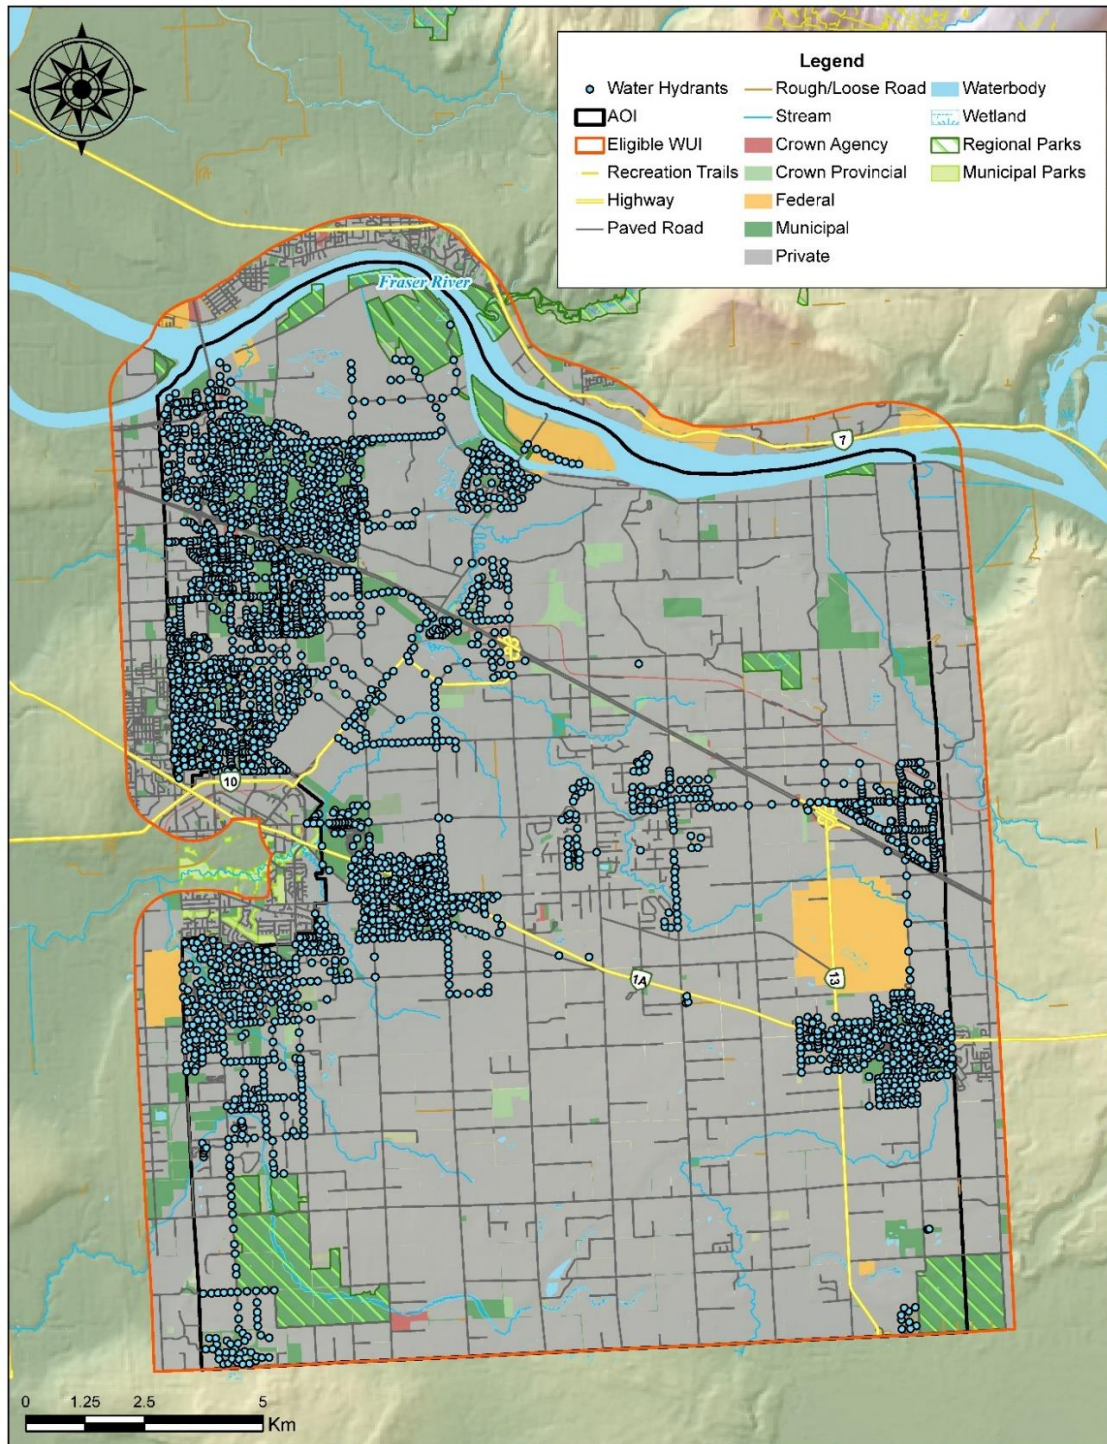 Legend
Water Hydrants
AOI
Eligible WUI
Recreation Trails
Highway
Paved Road
Rough/Loose Road
Stream
Crown Agency
Crown Provincial
Federal
Municipal
Private
Waterbody
Wetland
Regional Parks
Municipal Parks
Fraser River
7
10
1A
13
0 1.25 2.5 5
Km